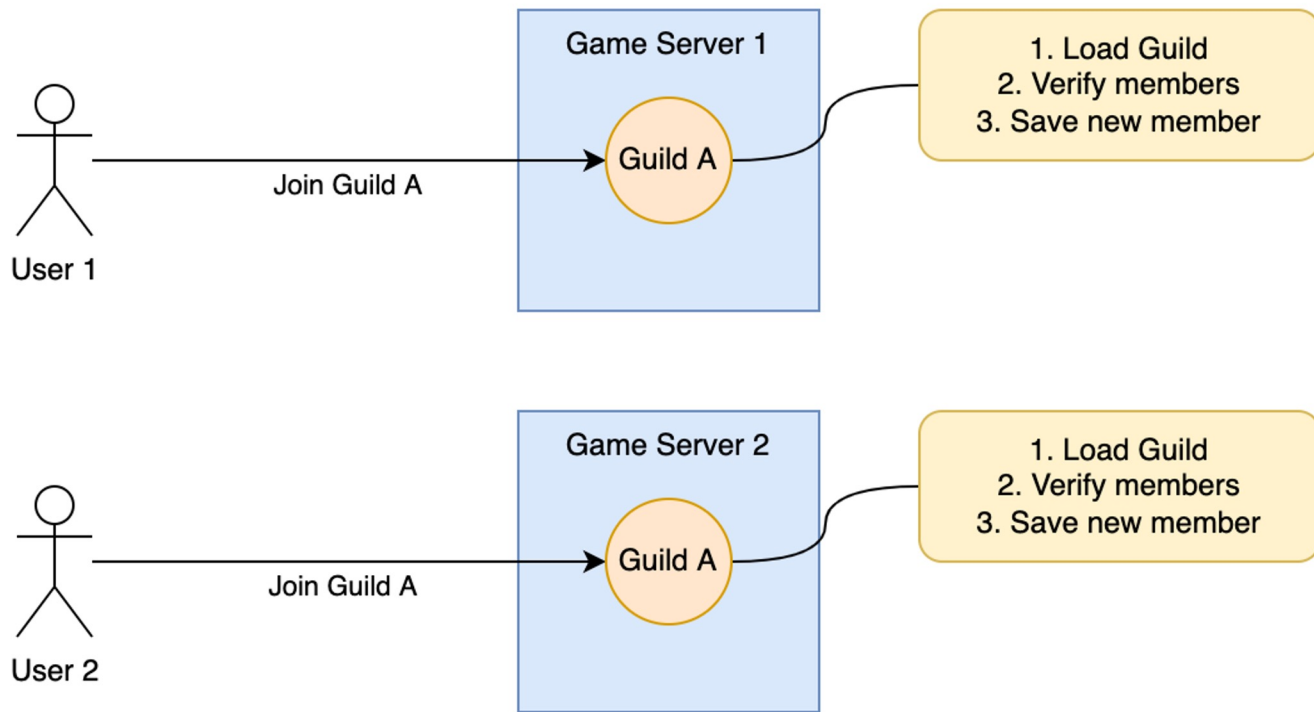 Game Server 1
1. Load Guild
2. Verify members
3. Save new member
Guild A
Join Guild A
User 1
Game Server 2
1. Load Guild
2. Verify members
3. Save new member
Guild A
Join Guild A
User 2